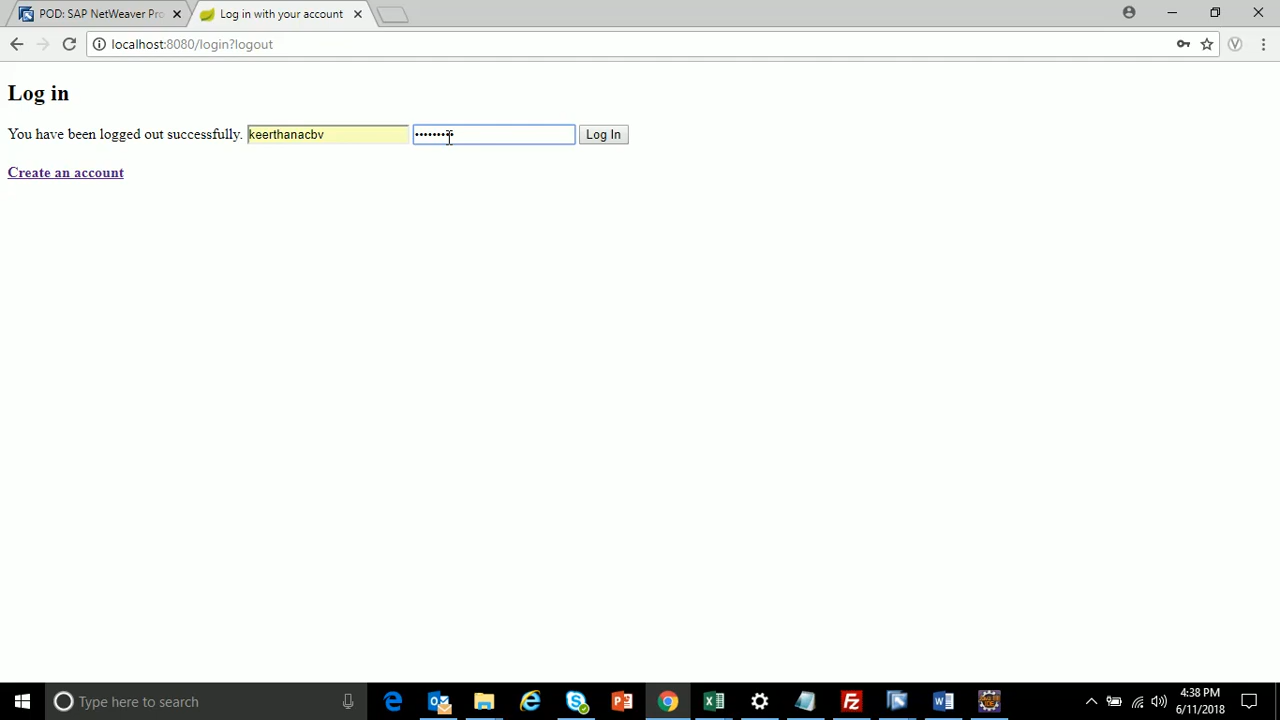 POD: SAP NetWeaver Pro
Log in with your account
localhost:8080/login?logout
Log in
You have been logged out successfully. keerthanacbv ••••••••• Log In
Create an account
Type here to search
4:38 PM
6/11/2018